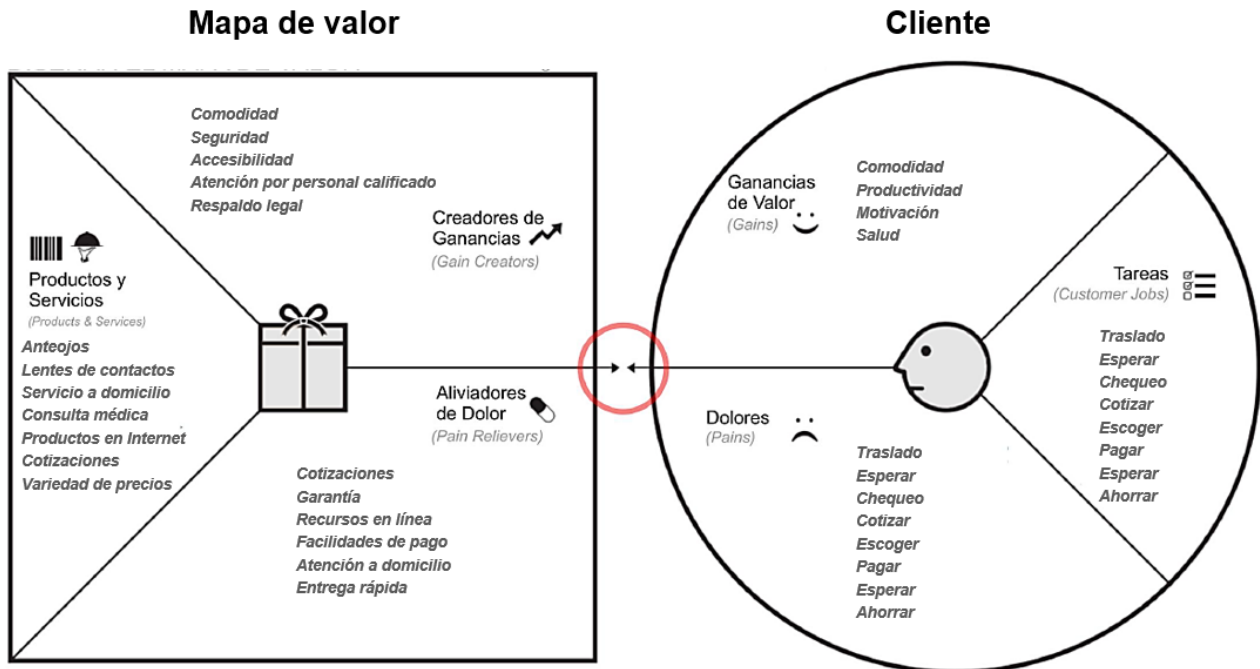 Mapa de valor
Comodidad
Seguridad
Accesibilidad
Atención por personal calificado
Respaldo legal
Creadores de
Ganancias
(Gain Creators)
Productos y
Servicios
(Products & Services)
Anteojos
Lentes de contactos
Servicio a domicilio
Consulta médica
Productos en Internet
Cotizaciones
Variedad de precios
Aliviadores
de Dolor
(Pain Relievers)
Cotizaciones
Garantía
Recursos en línea
Facilidades de pago
Atención a domicilio
Entrega rápida
Cliente
Ganancias
de Valor
(Gains)
Comodidad
Productividad
Motivación
Salud
Tareas
(Customer Jobs)
Traslado
Esperar
Chequeo
Cotizar
Escoger
Pagar
Esperar
Ahorrar
Dolores
(Pains)
Traslado
Esperar
Chequeo
Cotizar
Escoger
Pagar
Esperar
Ahorrar